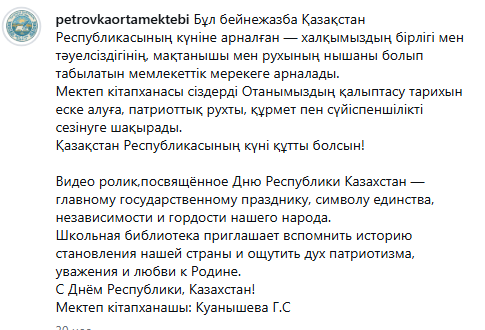 petrovkaortamektebi Бұл бейнежазба Қазақстан
Республикасының күніне арналған — халқымыздың бірлігі мен
тәуелсіздігінің, мақтанышы мен рухының нышаны болып
табылатын мемлекеттік мерекеге арналады.
Мектеп кітапханасы сіздерді Отанымыздың қалыптасу тарихын
еске алуға, патриоттық рухты, құрмет пен сүйіспеншілікті
сезінуге шақырады.
Қазақстан Республикасының күні құтты болсын!
Видео ролик,посвящённое Дню Республики Казахстан —
главному государственному празднику, символу единства,
независимости и гордости нашего народа.
Школьная библиотека приглашает вспомнить историю
становления нашей страны и ощутить дух патриотизма,
уважения и любви к Родине.
С Днём Республики, Казахстан!
Мектеп кітапханашы: Куанышева Г.С